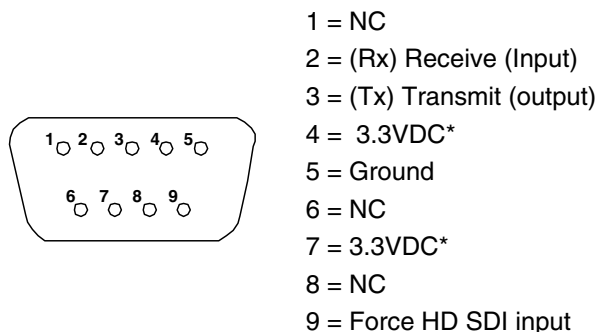 1 = NC
2 = (Rx) Receive (Input)
3 = (Tx) Transmit (output)
4 = 3.3VDC*
5 = Ground
6 = NC
7 = 3.3VDC*
8 = NC
9 = Force HD SDI input
1 2 3 4 5
6 7 8 9